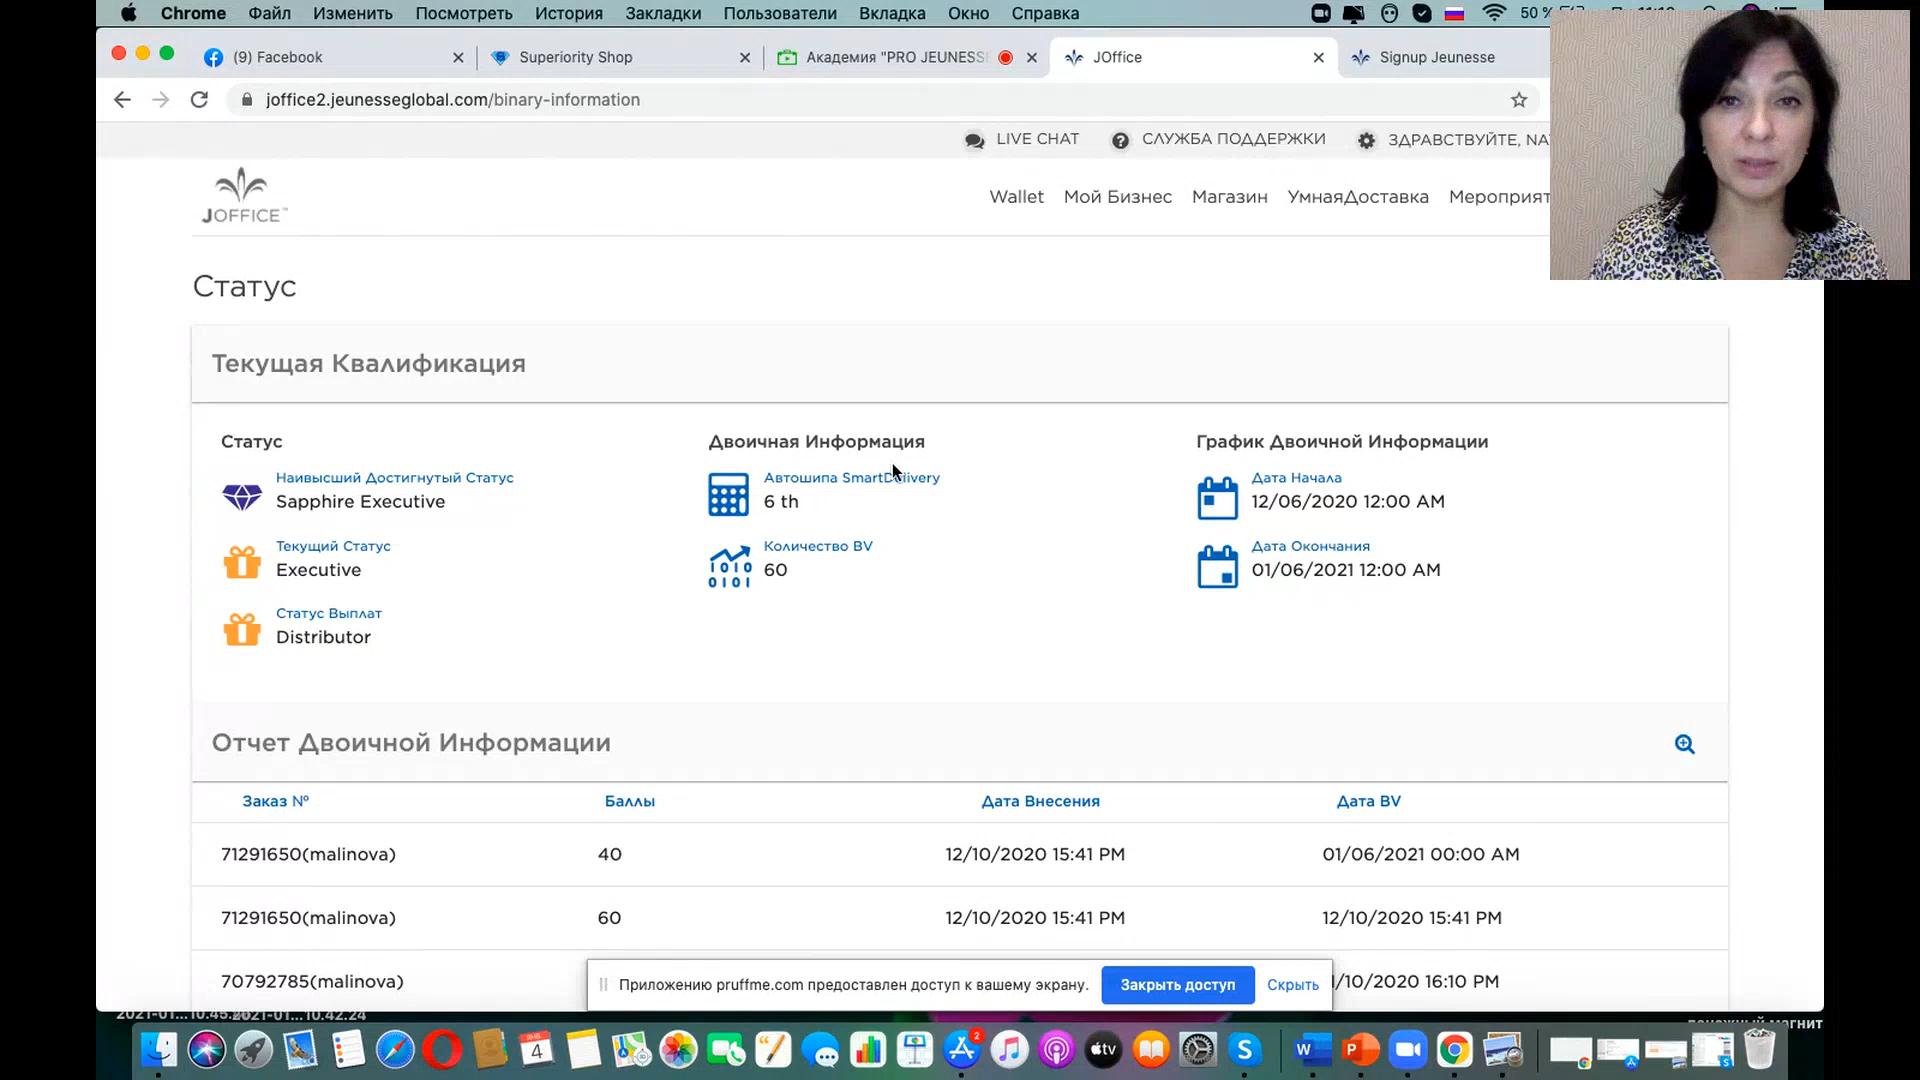 Chrome Файл Изменить Посмотреть История Закладки Пользователи Вкладка Окно Справка 50 %
(9) Facebook
Superiority Shop
Академия "PRO JEUNESS
JOffice
Signup Jeunesse
joffice2.jeunesseglobal.com/binary-information
LIVE CHAT СЛУЖБА ПОДДЕРЖКИ ЗДРАВСТВУЙТЕ, NA
JOFFICE™
Wallet Мой Бизнес Магазин УмнаяДоставка Мероприят
Статус
Текущая Квалификация
Статус
Наивысший Достигнутый Статус
Sapphire Executive
Текущий Статус
Executive
Статус Выплат
Distributor
Двоичная Информация
Автошипа SmartDelivery
6 th
Количество BV
60
График Двоичной Информации
Дата Начала
12/06/2020 12:00 AM
Дата Окончания
01/06/2021 12:00 AM
Отчет Двоичной Информации
Заказ № Баллы Дата Внесения Дата BV
71291650(malinova) 40 12/10/2020 15:41 PM 01/06/2021 00:00 AM
71291650(malinova) 60 12/10/2020 15:41 PM 12/10/2020 15:41 PM
70792785(malinova) /10/2020 16:10 PM
Приложению pruffme.com предоставлен доступ к вашему экрану. Закрыть доступ Скрыть
магнит
4
2
tv
W
P
S